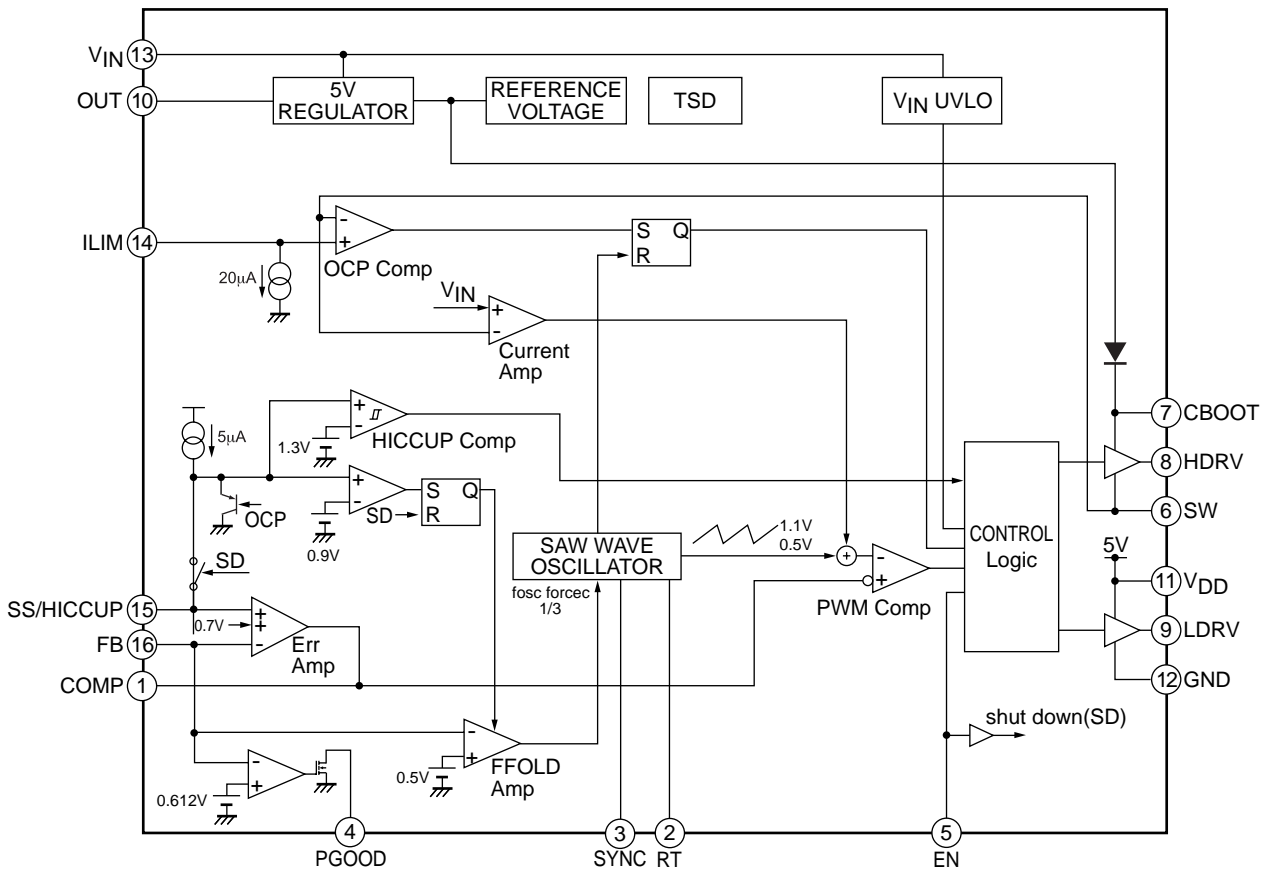 VIN 13
OUT 10
5V
REGULATOR
REFERENCE
VOLTAGE
TSD
VIN UVLO
ILIM 14
20μA
-
+
OCP Comp
S Q
R
VIN
+
-
Current
Amp
5μA
+
-
HICCUP Comp
1.3V
OCP
+
-
0.9V
S Q
SD R
SD
SAW WAVE
OSCILLATOR
fosc forcec
1/3
1.1V
0.5V
+
-
+
PWM Comp
CONTROL
Logic
7 CBOOT
8 HDRV
6 SW
5V
11 VDD
9 LDRV
12 GND
SS/HICCUP 15
0.7V
FB 16
+
+
-
Err
Amp
COMP 1
shut down(SD)
-
+
0.5V
FFOLD
Amp
-
+
0.612V
4
PGOOD
3
SYNC
2
RT
5
EN